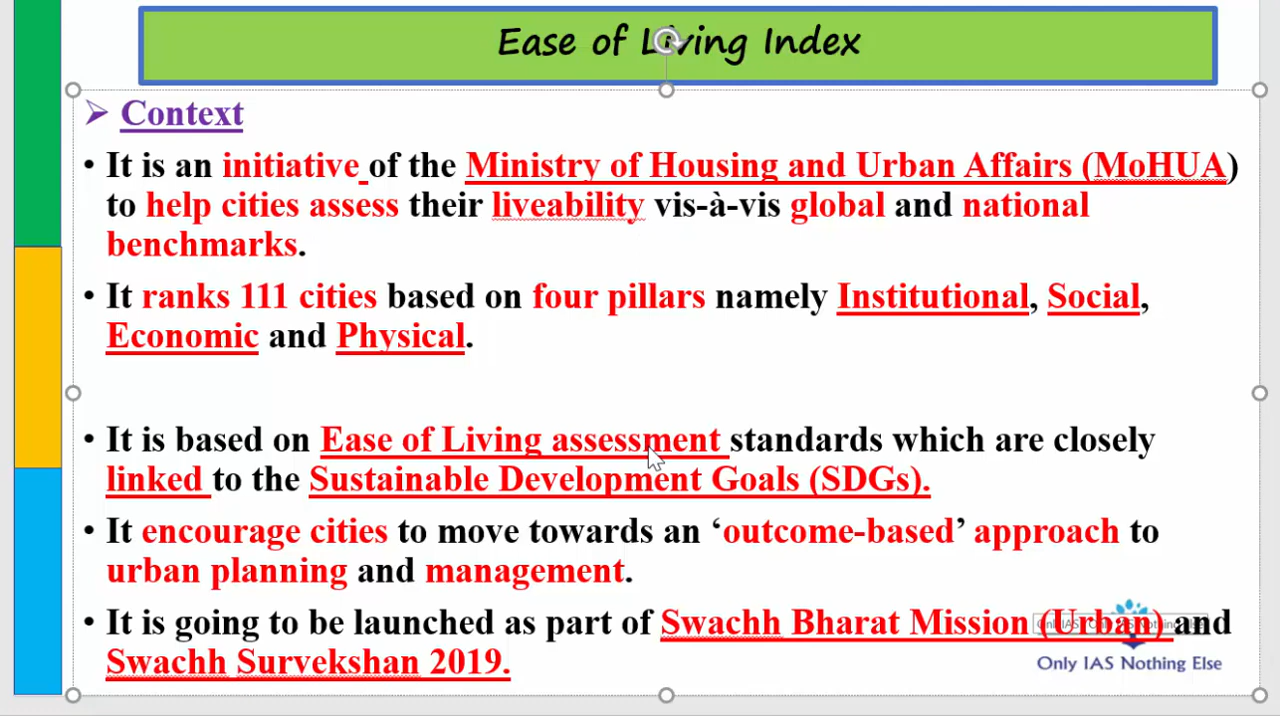 Ease of Living Index
➢ Context
• It is an initiative of the Ministry of Housing and Urban Affairs (MoHUA)
to help cities assess their liveability vis-à-vis global and national
benchmarks.
• It ranks 111 cities based on four pillars namely Institutional, Social,
Economic and Physical.
• It is based on Ease of Living assessment standards which are closely
linked to the Sustainable Development Goals (SDGs).
• It encourage cities to move towards an ‘outcome-based’ approach to
urban planning and management.
• It is going to be launched as part of Swachh Bharat Mission (Urban) and
Swachh Survekshan 2019.
Only IAS Nothing Else